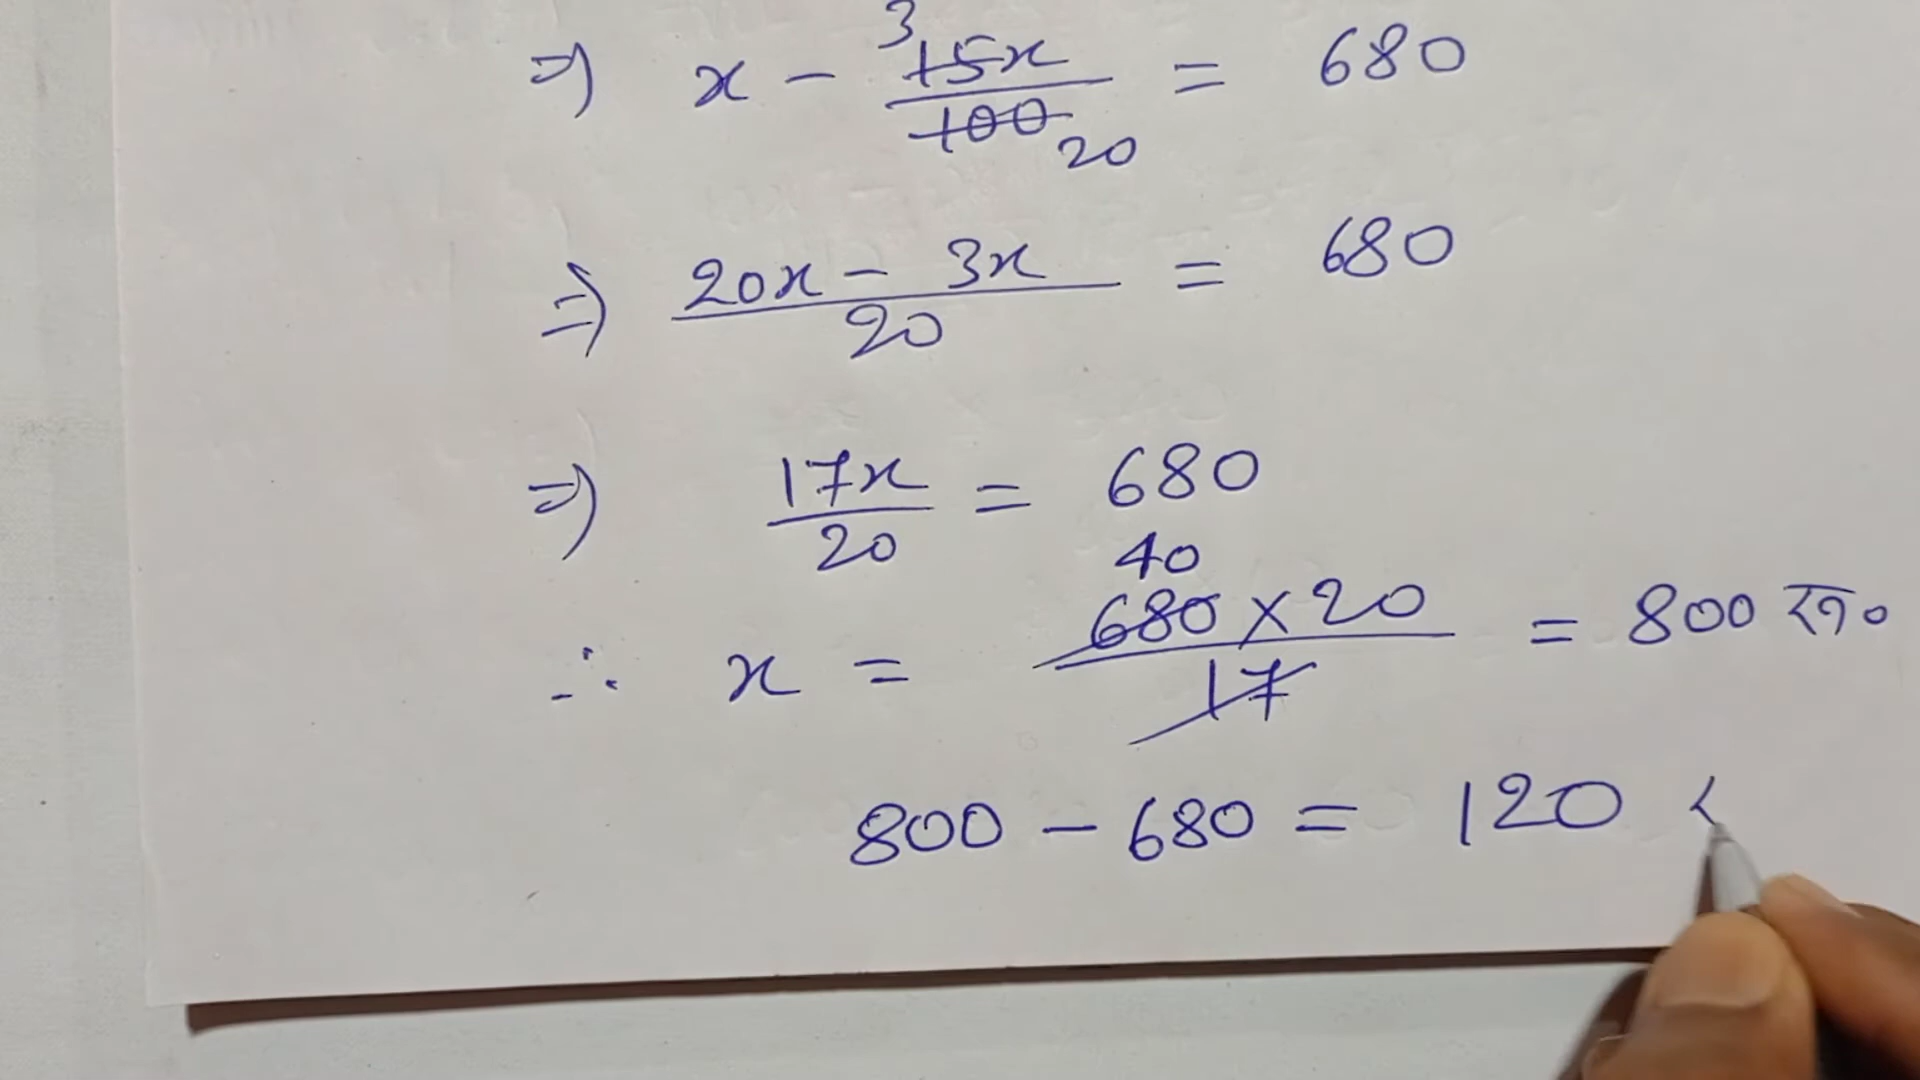 ⇒ x - 3 15x/100 20 = 680
⇒ 20x - 3x/20 = 680
⇒ 17x/20 = 680
∴ x = 40 680 × 20/17 = 800 रु०
800 - 680 = 120